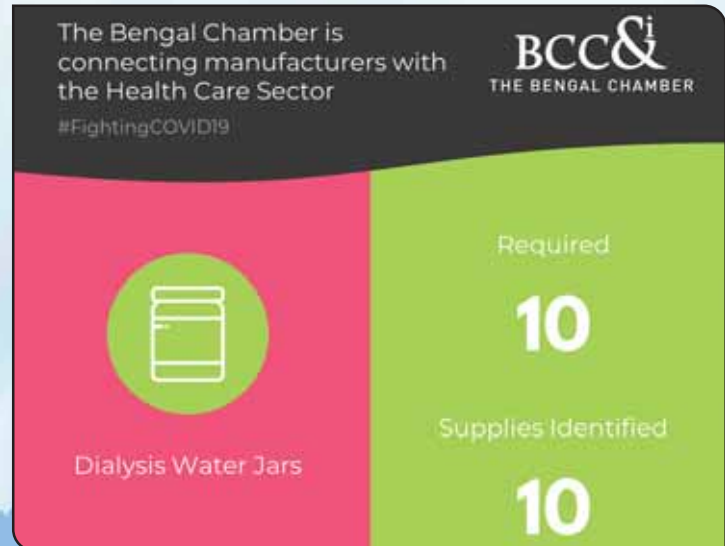 The Bengal Chamber is
connecting manufacturers with
the Health Care Sector
#FightingCOVID19
BCC&i
THE BENGAL CHAMBER
Dialysis Water Jars
Required
10
Supplies Identified
10